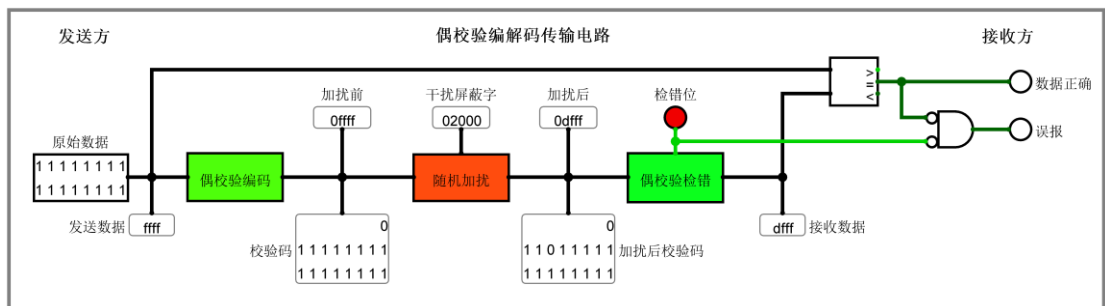 发送方
偶校验编解码传输电路
接收方
加扰前
干扰屏蔽字
加扰后
检错位
> = <
数据正确
0ffff
02000
0dfff
原始数据
误报
1 1 1 1 1 1 1 1
1 1 1 1 1 1 1 1
偶校验编码
随机加扰
偶校验检错
发送数据
ffff
校验码
0
1 1 1 1 1 1 1 1
1 1 1 1 1 1 1 1
0
1 1 0 1 1 1 1 1
1 1 1 1 1 1 1 1
加扰后校验码
dfff
接收数据